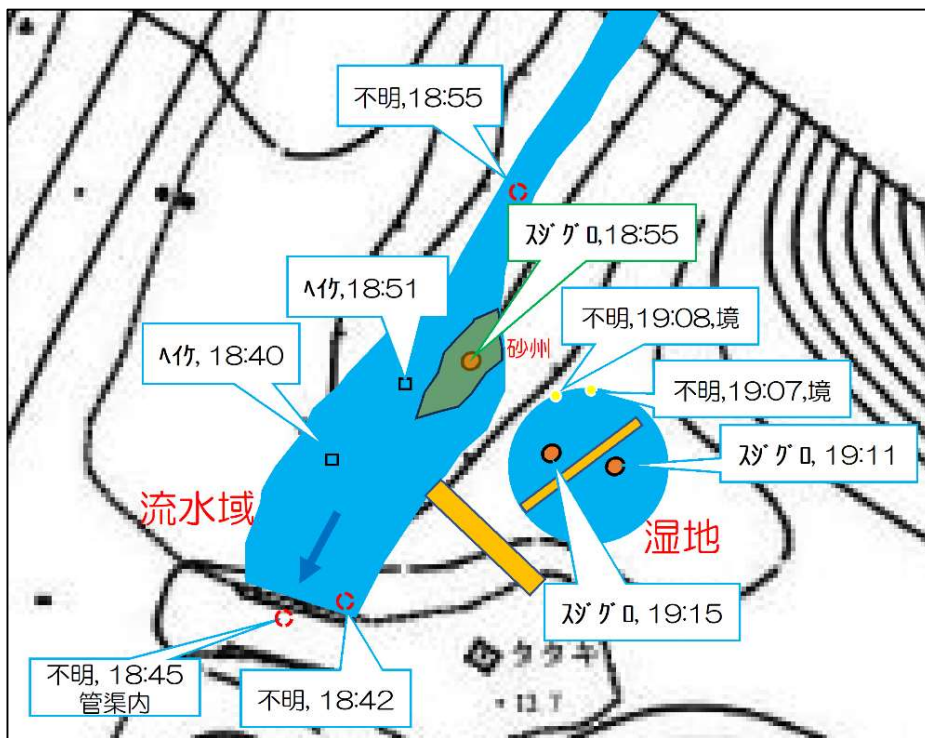 不明,18:55
ｽｼﾞｸﾞﾛ,18:55
ﾍｲｹ,18:51
不明,19:08,境
砂州
ﾍｲｹ, 18:40
不明,19:07,境
ｽｼﾞｸﾞﾛ, 19:11
流水域
湿地
ｽｼﾞｸﾞﾛ, 19:15
タタキ
不明, 18:45
管渠内
不明, 18:42